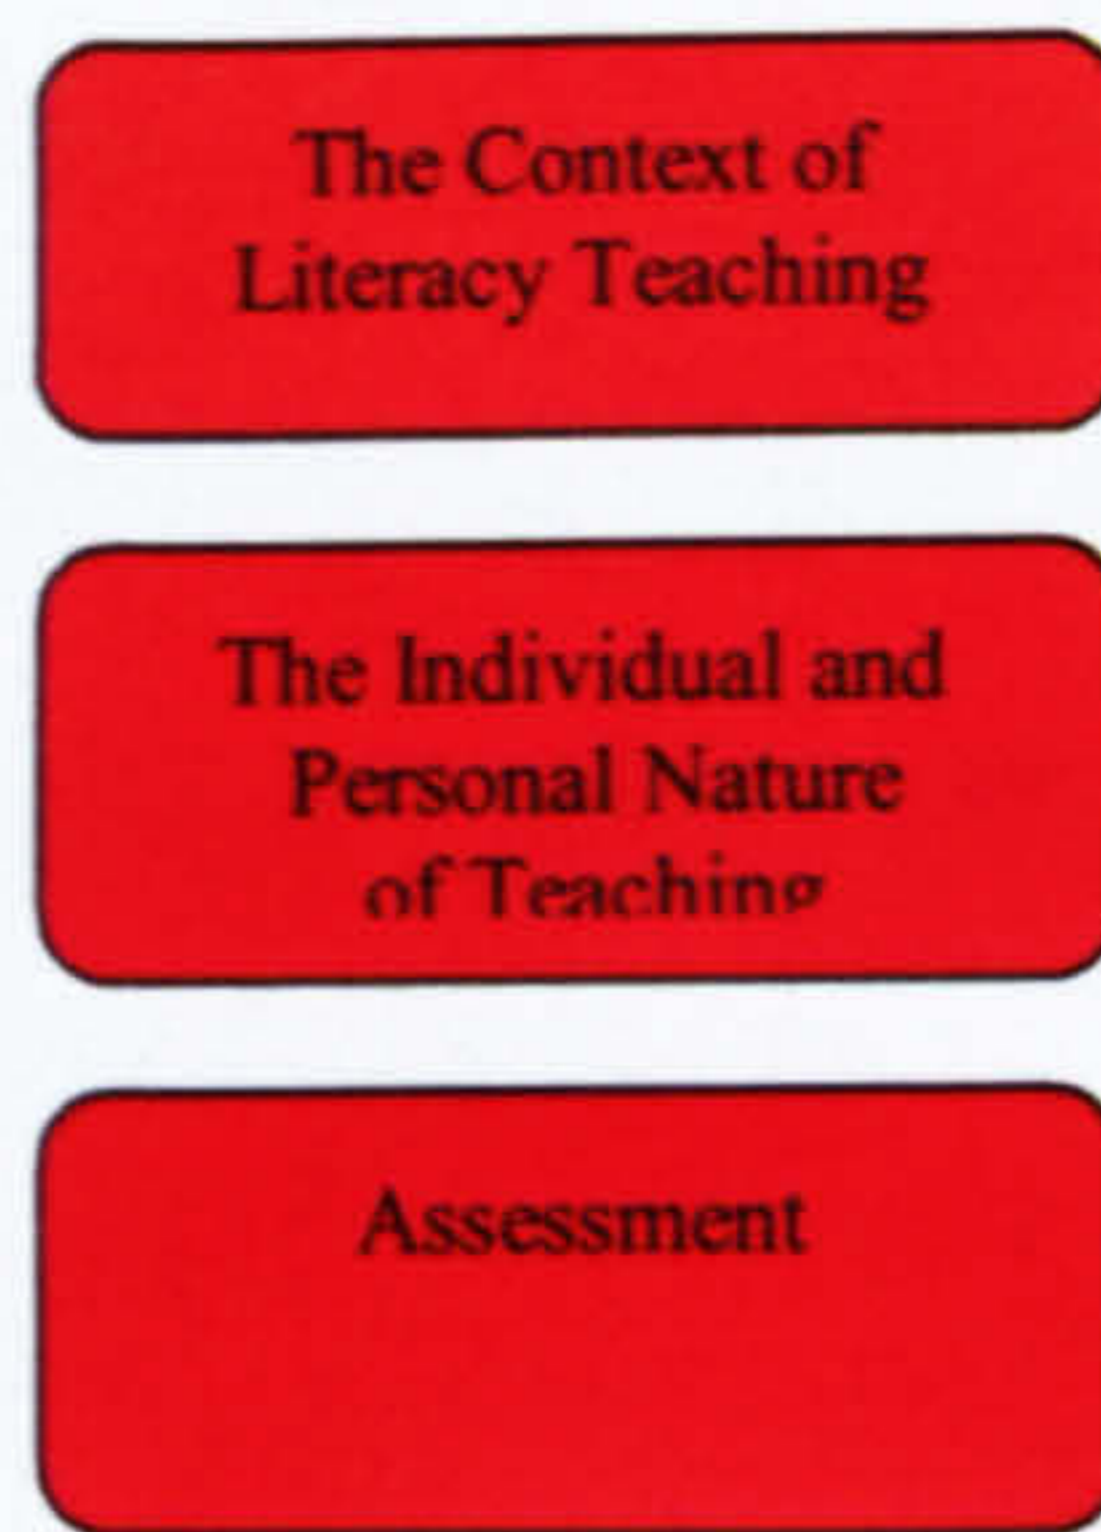 The Context of
Literacy Teaching
The Individual and
Personal Nature
of Teaching
Assessment